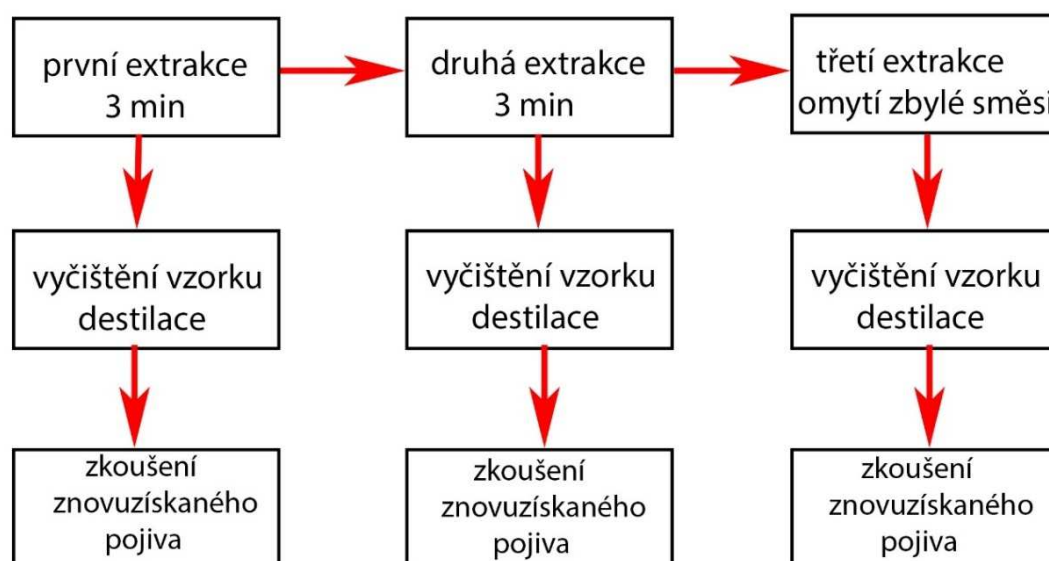 první extrakce
3 min
druhá extrakce
3 min
třetí extrakce
omytí zbylé směsi
vyčištění vzorku
destilace
vyčištění vzorku
destilace
vyčištění vzorku
destilace
zkoušení
znovuzískaného
pojiva
zkoušení
znovuzískaného
pojiva
zkoušení
znovuzískaného
pojiva